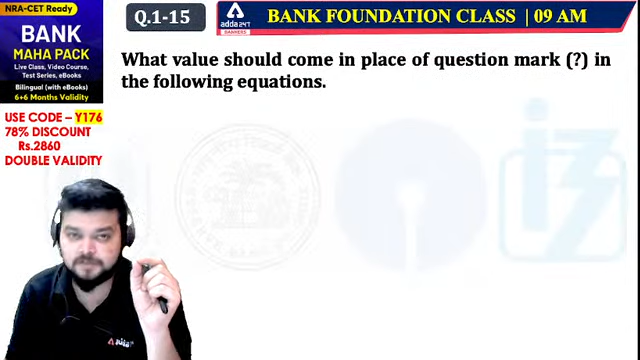 NRA-CET Ready
BANK
MAHA PACK
Live Class, Video Course,
Test Series, eBooks
Bilingual (with eBooks)
6+6 Months Validity
USE CODE – Y176
78% DISCOUNT
Rs.2860
DOUBLE VALIDITY
Q.1-15
adda247
BANKERS
BANK FOUNDATION CLASS | 09 AM
What value should come in place of question mark (?) in
the following equations.